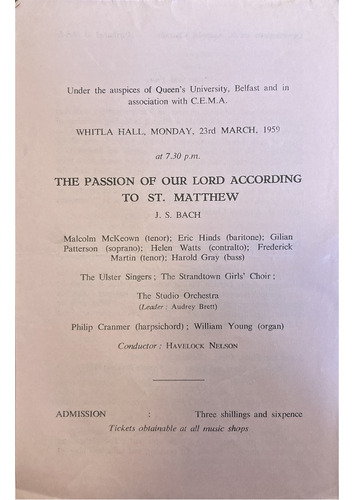 Under the auspices of Queen's University, Belfast and in
association with C.E.M.A.
WHITLA HALL, MONDAY, 23rd MARCH, 1959
at 7.30 p.m.
THE PASSION OF OUR LORD ACCORDING
TO ST. MATTHEW
J. S. BACH
Malcolm McKeown (tenor); Eric Hinds (baritone); Gilian
Patterson (soprano); Helen Watts (contralto); Frederick
Martin (tenor); Harold Gray (bass)
The Ulster Singers; The Strandtown Girls' Choir;
The Studio Orchestra
(Leader: Audrey Brett)
Philip Cranmer (harpsichord); William Young (organ)
Conductor: HAVELOCK NELSON
ADMISSION : Three shillings and sixpence
Tickets obtainable at all music shops